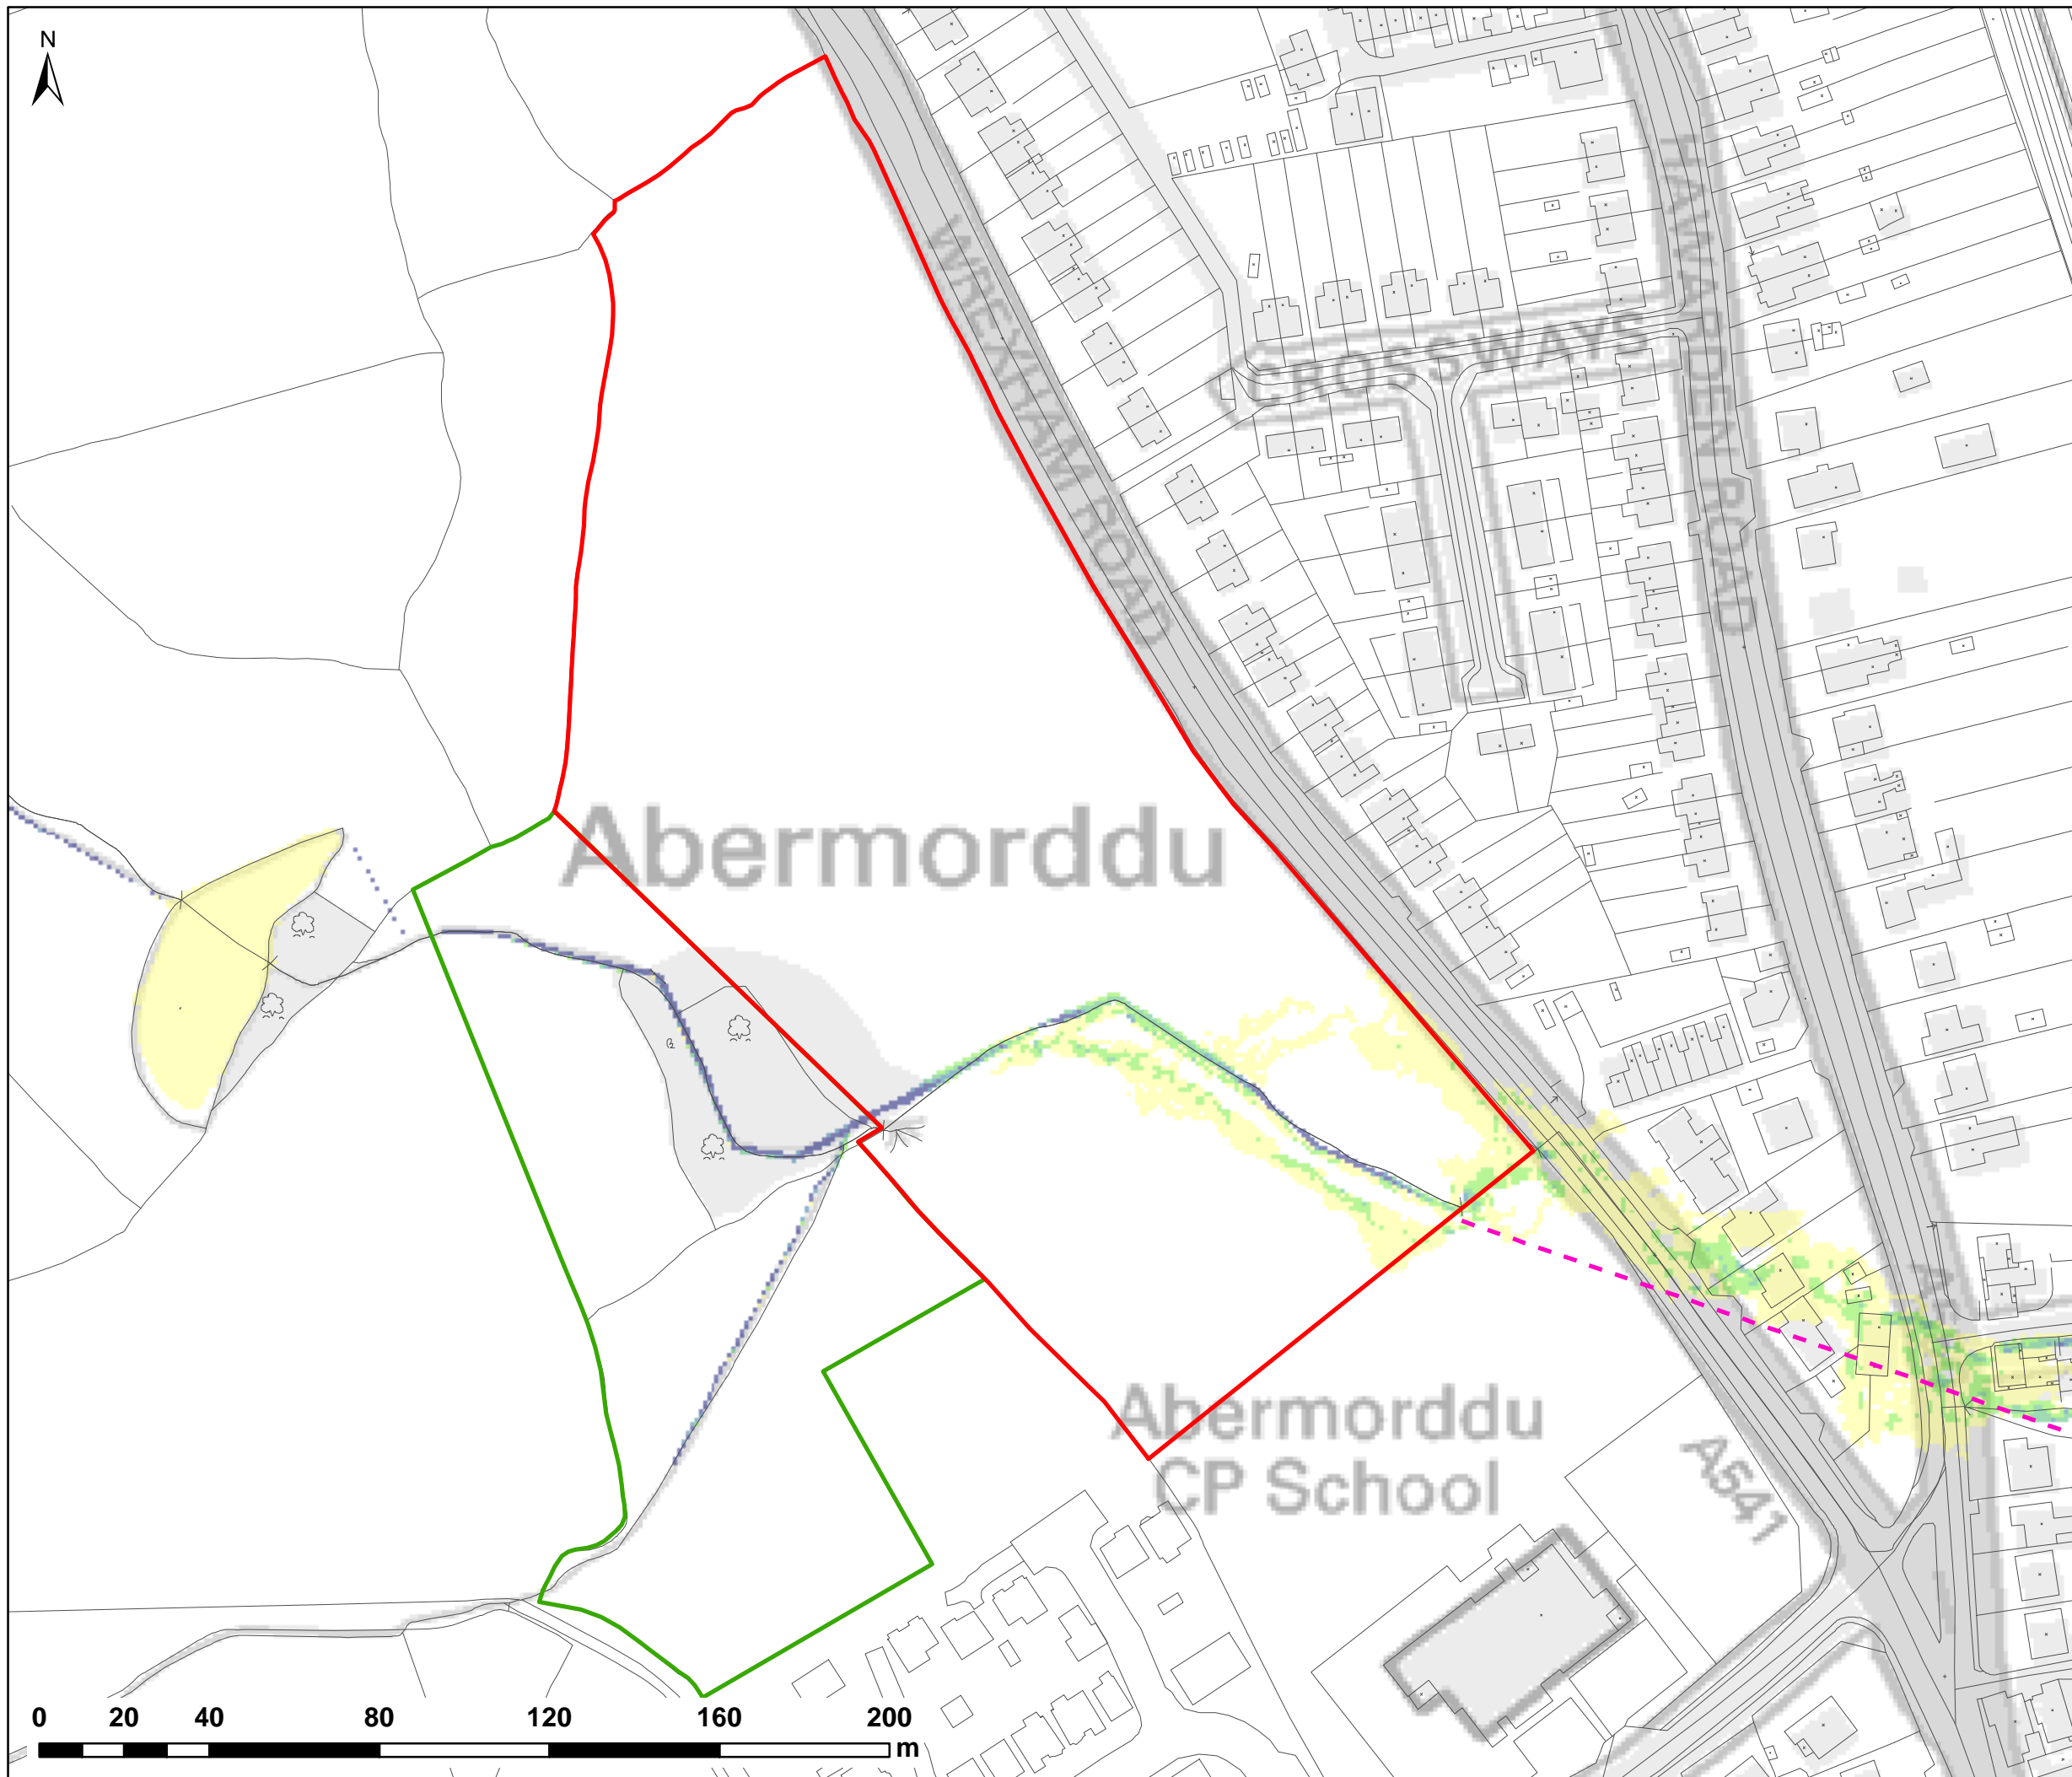 N
WREXHAM ROAD
CROSSWAYS
HAWARDEN ROAD
Abermorddu
Abermorddu
CP School
A541
0 20 40 80 120 160 200
m